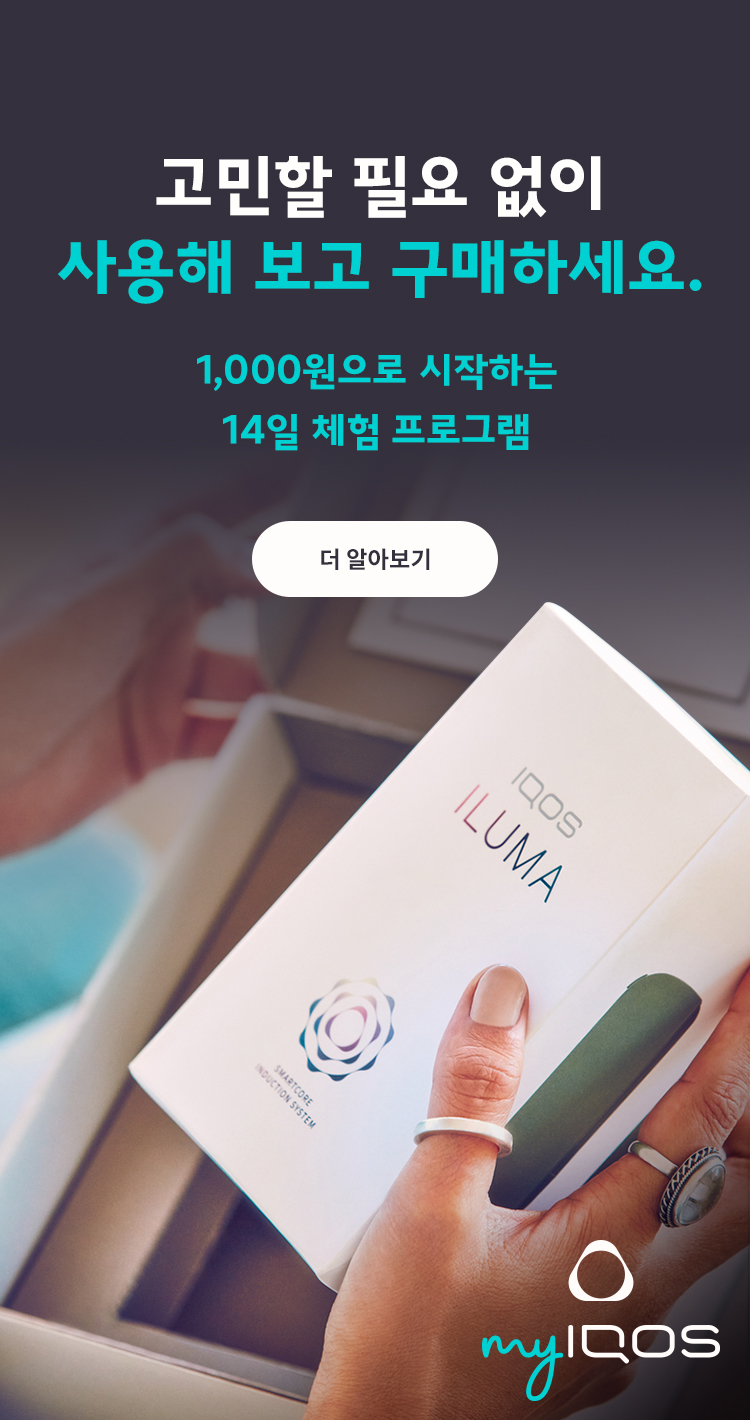 고민할 필요 없이
사용해 보고 구매하세요.
1,000원으로 시작하는
14일 체험 프로그램
더 알아보기
IQOS
ILUMA
SMARTCORE
INDUCTION SYSTEM
myIQOS